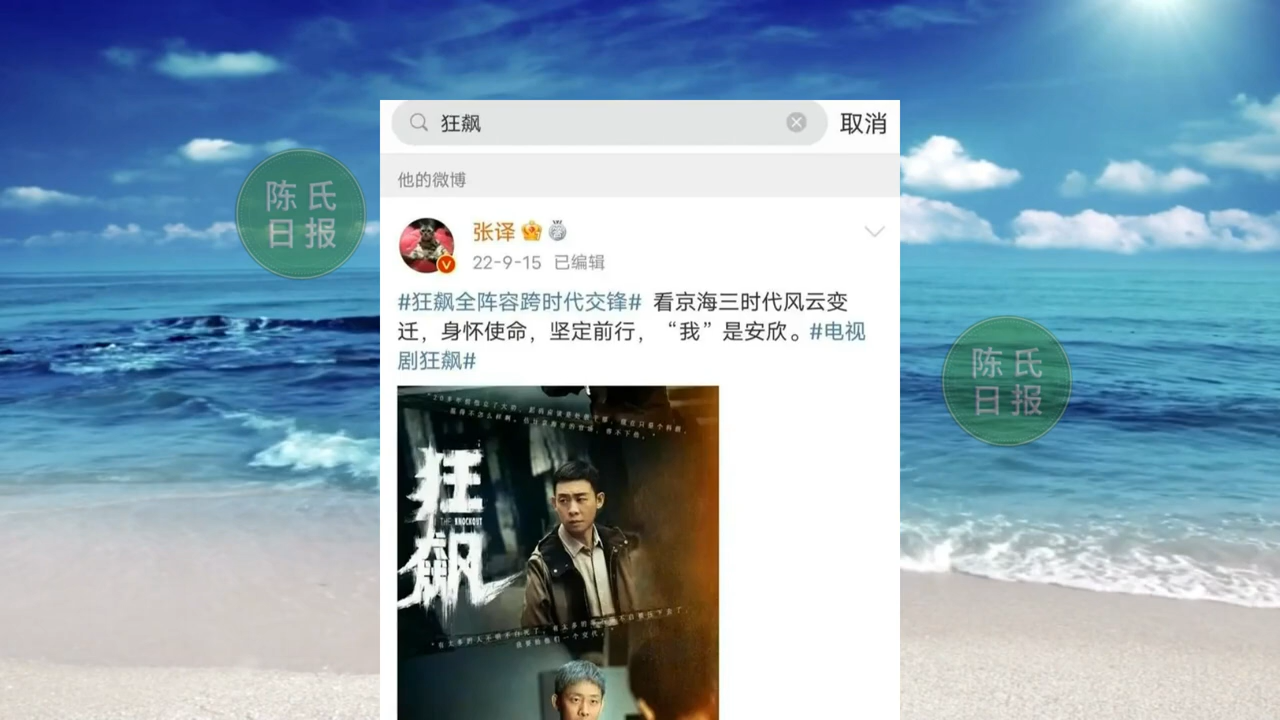 狂飙
取消
他的微博
陈氏
日报
张译
22-9-15 已编辑
#狂飙全阵容跨时代交锋# 看京海三时代风云变
迁，身怀使命，坚定前行，“我”是安欣。#电视
剧狂飙#
陈氏
日报
狂
THE KNOCKOUT
飙